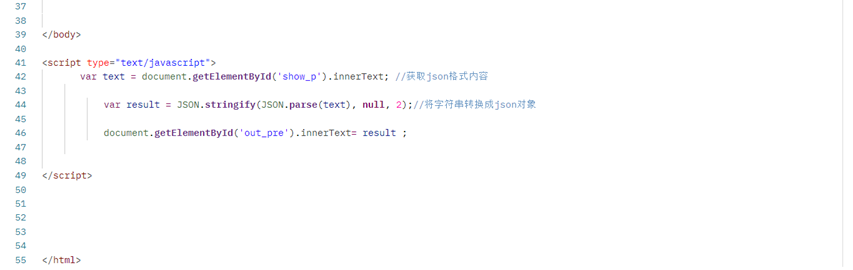 37
38
39 </body>
40
41 <script type="text/javascript">
42 var text = document.getElementById('show_p').innerText; //获取json格式内容
43
44 var result = JSON.stringify(JSON.parse(text), null, 2);//将字符串转换成json对象
45
46 document.getElementById('out_pre').innerText= result ;
47
48
49 </script>
50
51
52
53
54
55 </html>